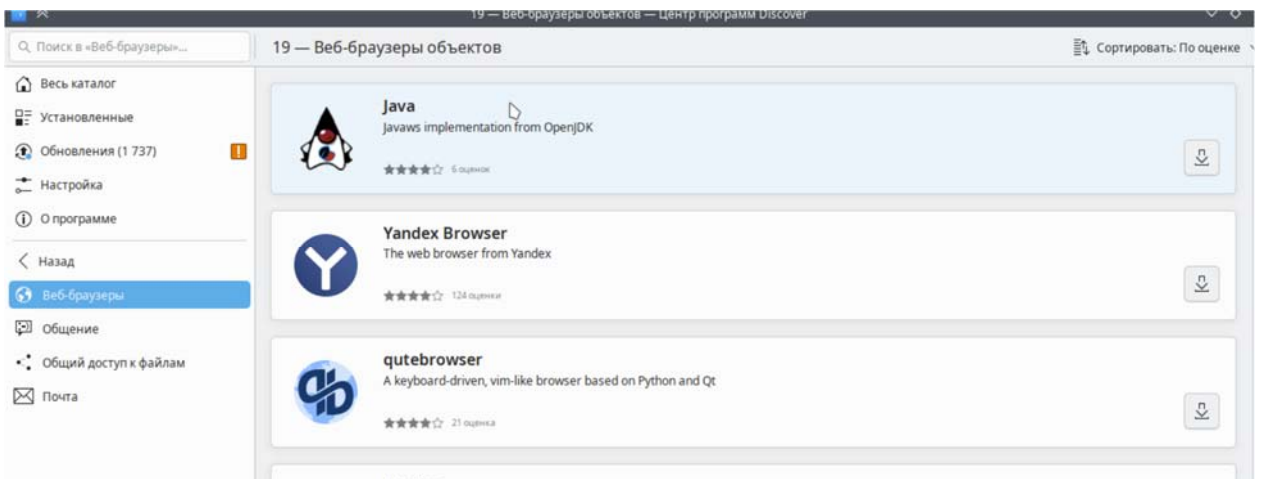 19 — Веб-браузеры объектов — Центр программ Discover
Поиск в «Веб-браузеры»...
19 — Веб-браузеры объектов
Сортировать: По оценке
Весь каталог
Установленные
Обновления (1 737)
Настройка
О программе
Назад
Веб-браузеры
Общение
Общий доступ к файлам
Почта
Java
Javaws implementation from OpenJDK
6 оценок
Yandex Browser
The web browser from Yandex
124 оценки
qutebrowser
A keyboard-driven, vim-like browser based on Python and Qt
21 оценка